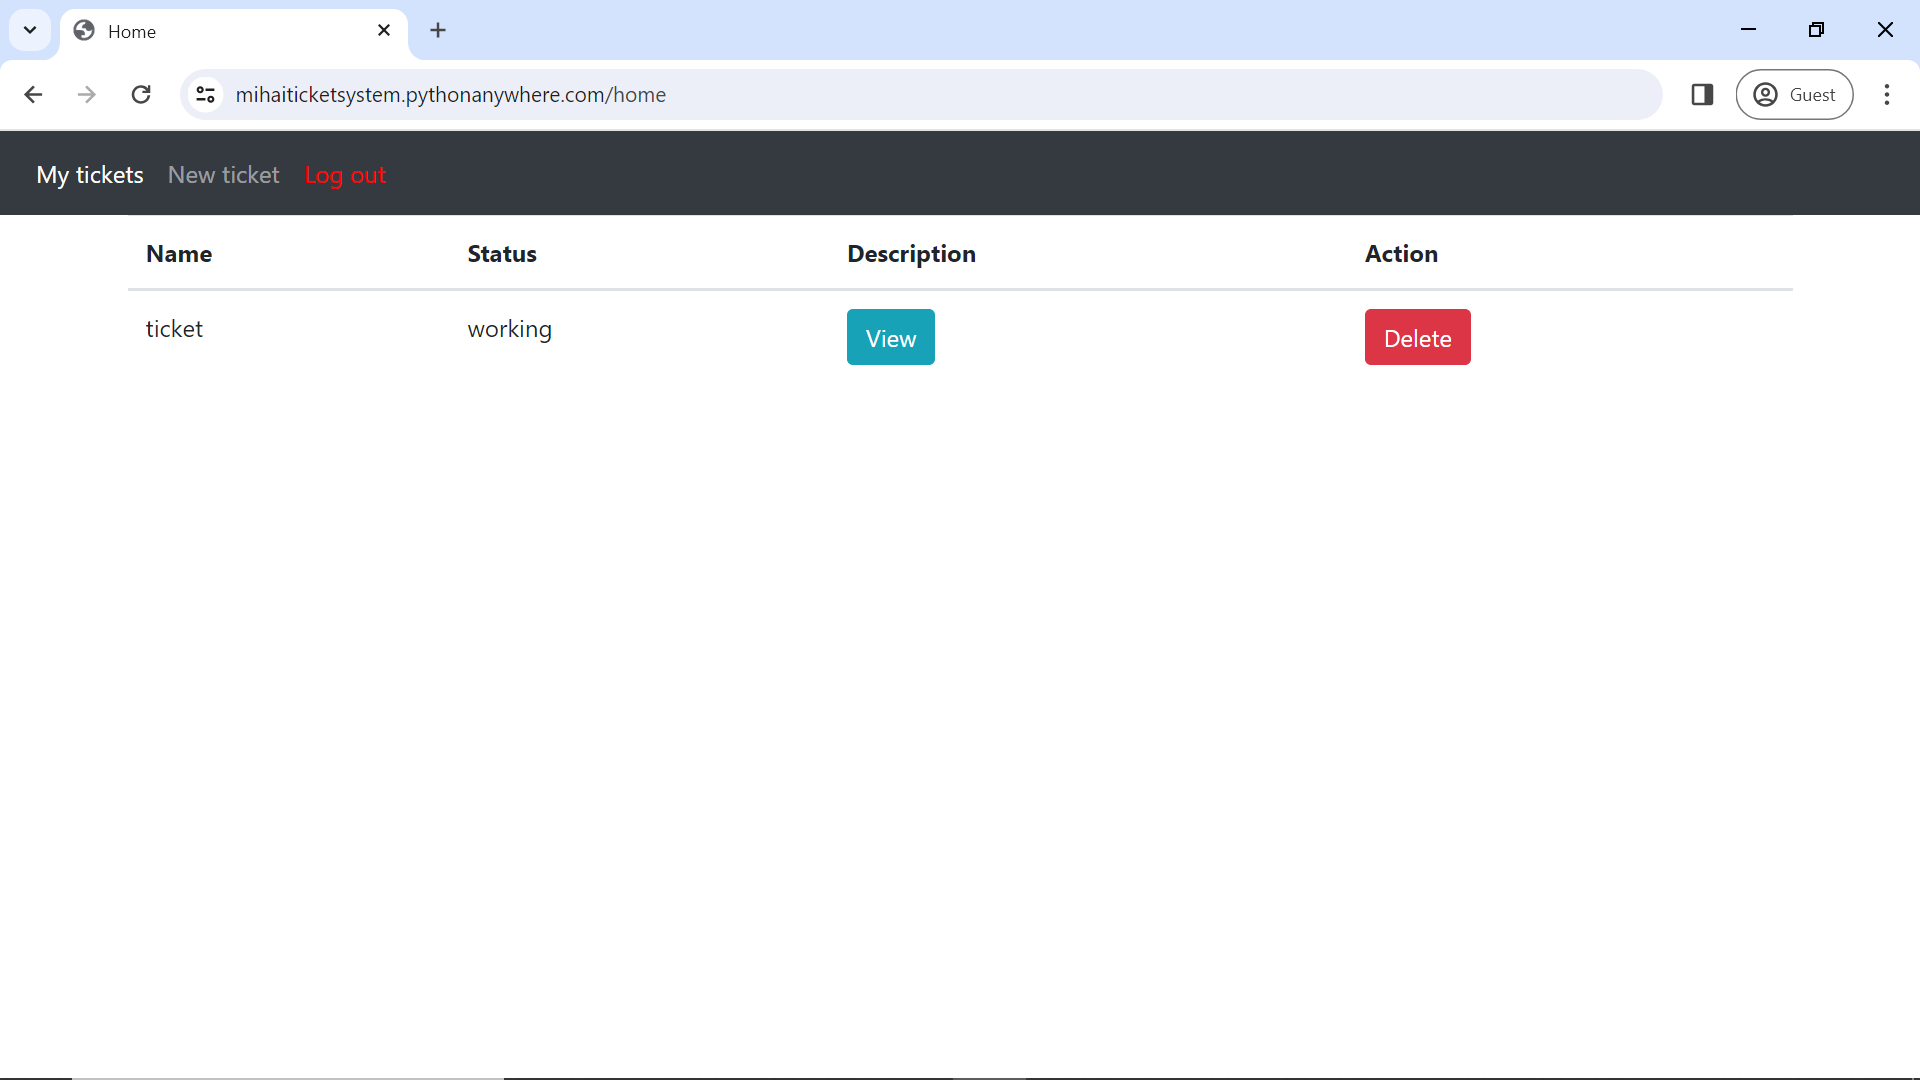 Home
mihaiticketsystem.pythonanywhere.com/home
Guest
My tickets New ticket Log out
Name Status Description Action
ticket working View Delete